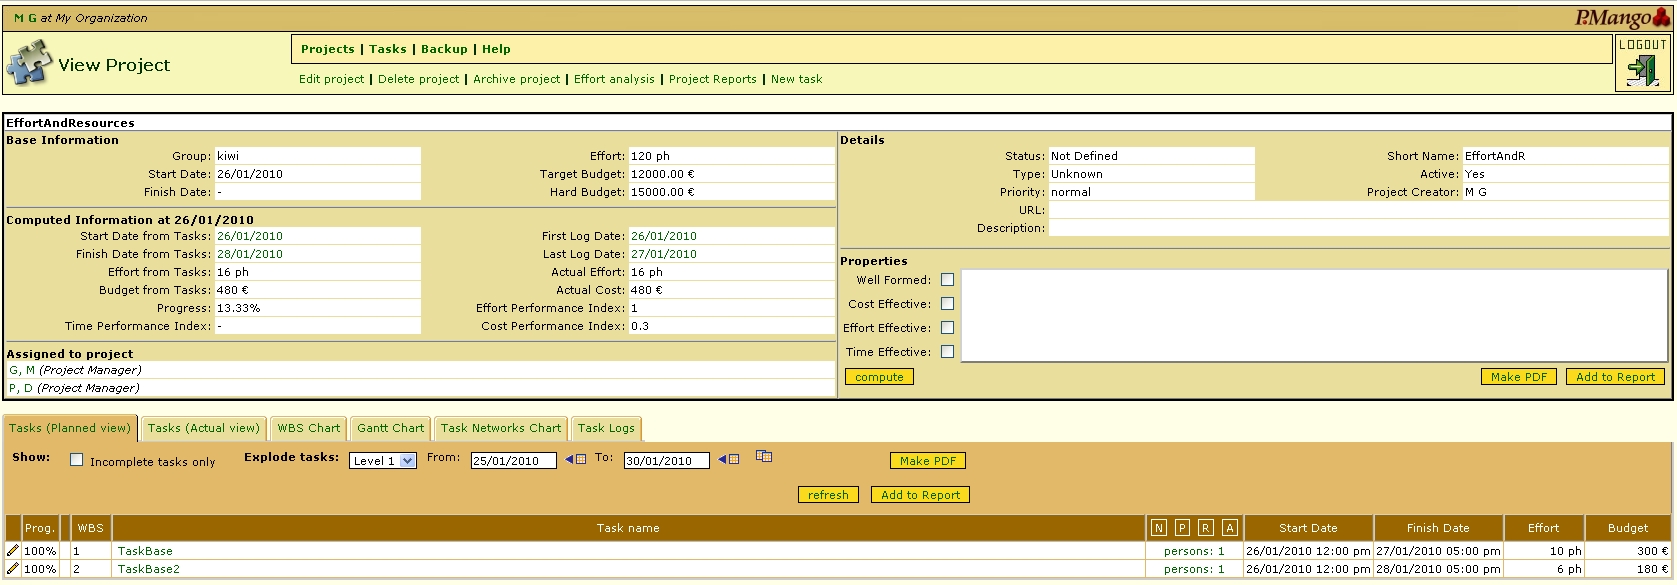 M G at My Organization
P.Mango
View Project
Projects | Tasks | Backup | Help
LOGOUT
Edit project | Delete project | Archive project | Effort analysis | Project Reports | New task
EffortAndResources
Base Information
Group: kiwi Effort: 120 ph
Start Date: 26/01/2010 Target Budget: 12000.00 €
Finish Date: - Hard Budget: 15000.00 €
Computed Information at 26/01/2010
Start Date from Tasks: 26/01/2010 First Log Date: 26/01/2010
Finish Date from Tasks: 28/01/2010 Last Log Date: 27/01/2010
Effort from Tasks: 16 ph Actual Effort: 16 ph
Budget from Tasks: 480 € Actual Cost: 480 €
Progress: 13.33% Effort Performance Index: 1
Time Performance Index: - Cost Performance Index: 0.3
Assigned to project
G, M (Project Manager)
P, D (Project Manager)
Details
Status: Not Defined Short Name: EffortAndR
Type: Unknown Active: Yes
Priority: normal Project Creator: M G
URL:
Description:
Properties
Well Formed:
Cost Effective:
Effort Effective:
Time Effective:
compute Make PDF Add to Report
Tasks (Planned view) Tasks (Actual view) WBS Chart Gantt Chart Task Networks Chart Task Logs
Show: Incomplete tasks only Explode tasks: Level 1 From: 25/01/2010 To: 30/01/2010 Make PDF
refresh Add to Report
Prog. WBS Task name N P R A Start Date Finish Date Effort Budget
100% 1 TaskBase persons: 1 26/01/2010 12:00 pm 27/01/2010 05:00 pm 10 ph 300 €
100% 2 TaskBase2 persons: 1 26/01/2010 12:00 pm 28/01/2010 05:00 pm 6 ph 180 €